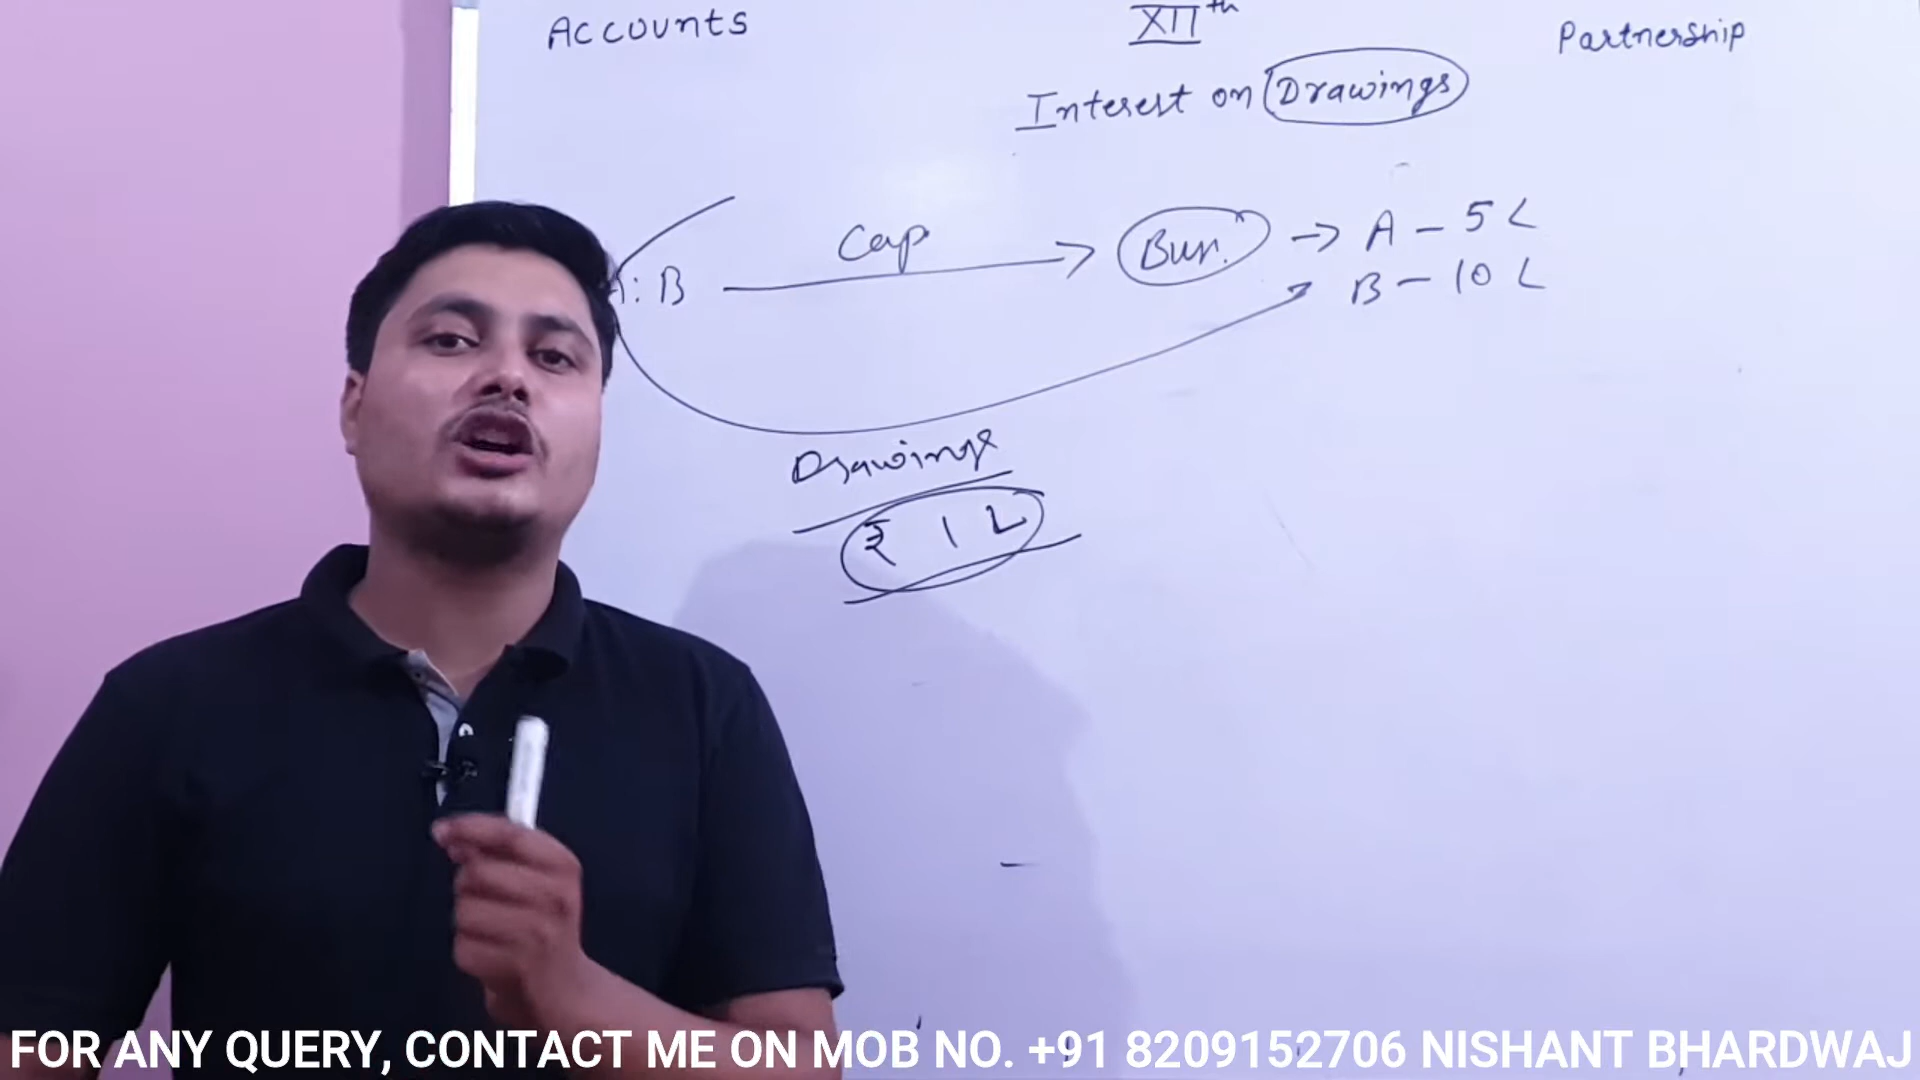 Accounts
XIIth
Partnership
Interest on Drawings
Cap
A : B
Bus.
A - 5 L
B - 10 L
Drawings
₹ 1 L
FOR ANY QUERY, CONTACT ME ON MOB NO. +91 8209152706 NISHANT BHARDWAJ